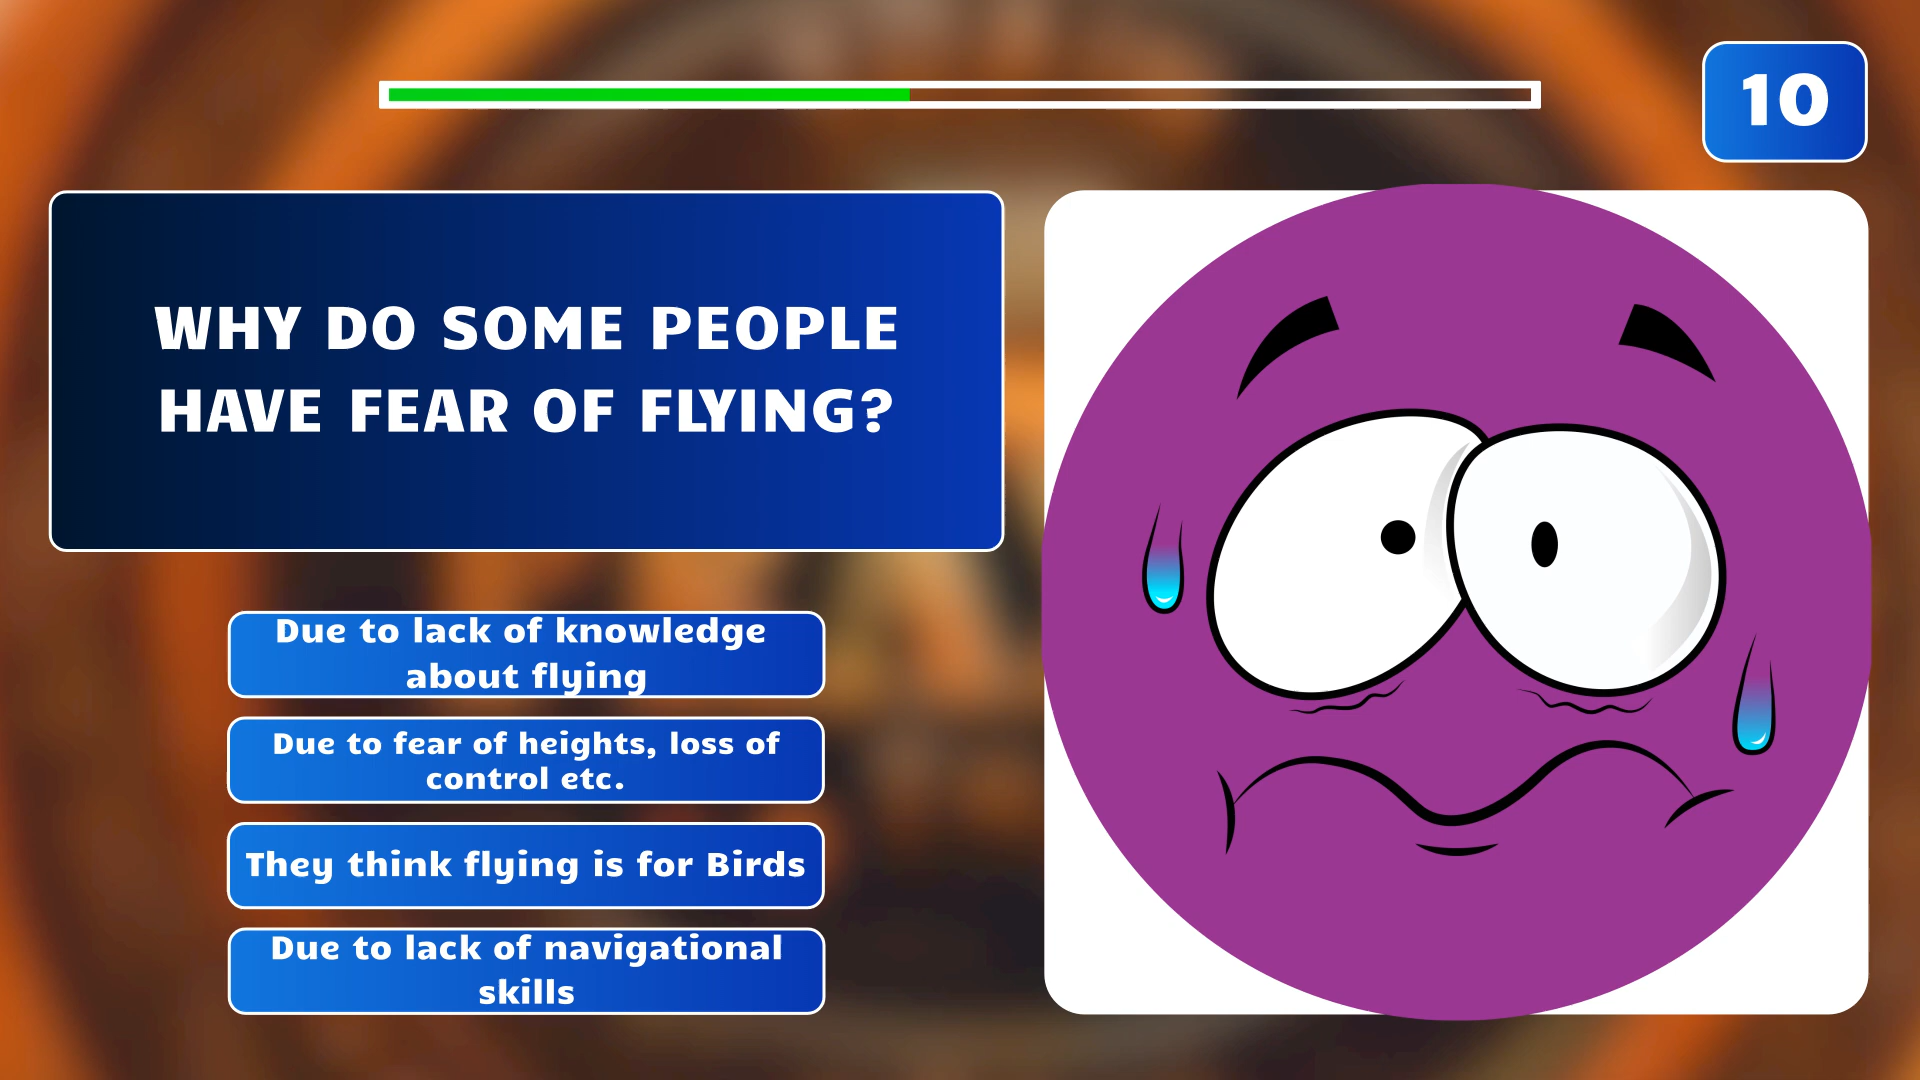 10
WHY DO SOME PEOPLE
HAVE FEAR OF FLYING?
Due to lack of knowledge
about flying
Due to fear of heights, loss of
control etc.
They think flying is for Birds
Due to lack of navigational
skills